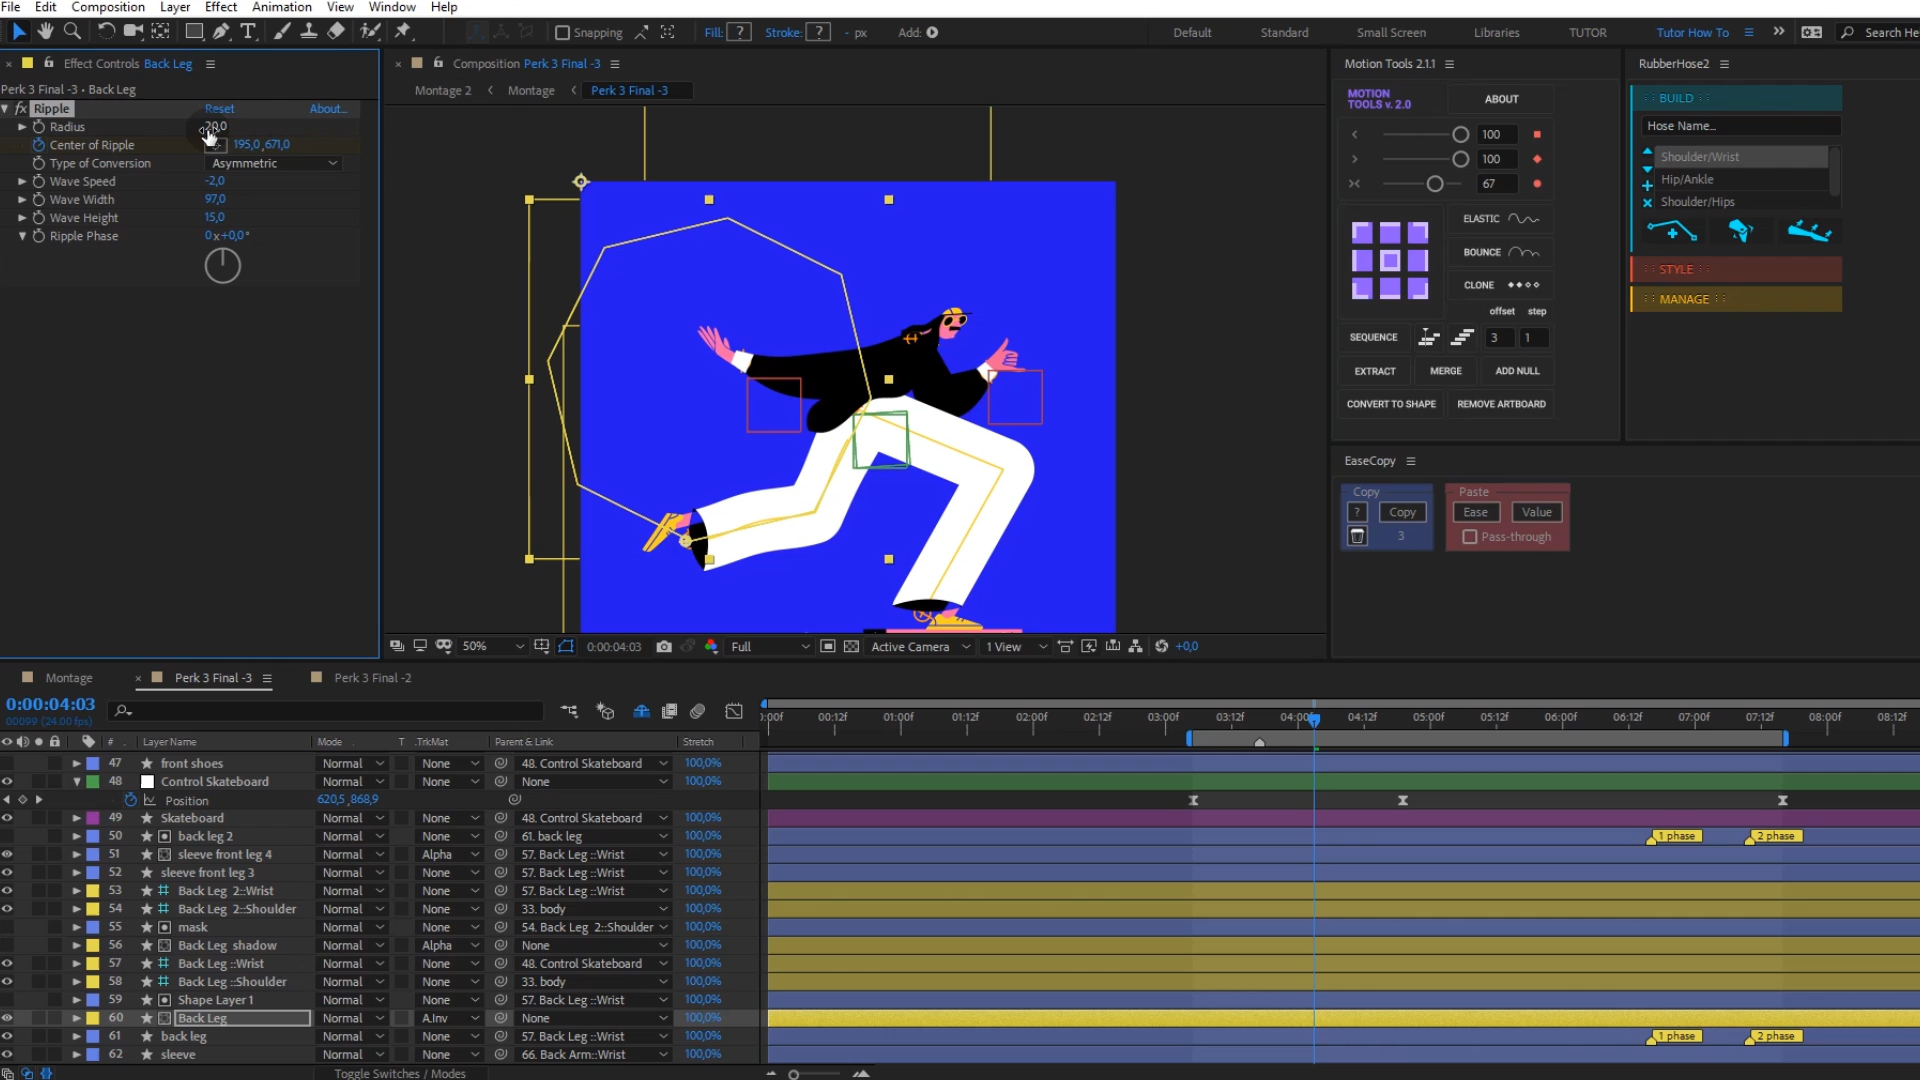 File Edit Composition Layer Effect Animation View Window Help
Snapping Fill: ? Stroke: ? - px Add: Default Standard Small Screen Libraries TUTOR Tutor How To Search He
Effect Controls Back Leg
Perk 3 Final -3 • Back Leg
fx Ripple Reset About...
Radius
Center of Ripple 195,0 ,671,0
Type of Conversion Asymmetric
Wave Speed -2,0
Wave Width 97,0
Wave Height 15,0
Ripple Phase 0 x+0,0°
Composition Perk 3 Final -3
Motion 2 Montage Perk 3 Final -3
50% 0:00:04:03 Full Active Camera 1 View +0,0
Motion Tools 2.1.1
MOTION TOOLS v. 2.0 ABOUT
100
100
67
ELASTIC
BOUNCE
CLONE
offset step
SEQUENCE 3 1
EXTRACT MERGE ADD NULL
CONVERT TO SHAPE REMOVE ARTBOARD
RubberHose2
BUILD
Hose Name...
Shoulder/Wrist
Hip/Ankle
Shoulder/Hips
STYLE
MANAGE
EaseCopy
Copy Paste
? Copy Ease Value
3 Pass-through
Montage Perk 3 Final -3 Perk 3 Final -2
0:00:04:03
00099 (24.00 fps)
:00f 00:12f 01:00f 01:12f 02:00f 02:12f 03:00f 03:12f 04:00f 04:12f 05:00f 05:12f 06:00f 06:12f 07:00f 07:12f 08:00f 08:12f
# Layer Name Mode T .TrkMat Parent & Link Stretch
47 front shoes Normal None 48. Control Skateboard 100,0%
48 Control Skateboard Normal None None 100,0%
Position 620,5 ,868,9
49 Skateboard Normal None 48. Control Skateboard 100,0%
50 back leg 2 Normal None 61. back leg 100,0% 1 phase 2 phase
51 sleeve front leg 4 Normal Alpha 57. Back Leg ::Wrist 100,0%
52 sleeve front leg 3 Normal None 57. Back Leg ::Wrist 100,0%
53 Back Leg 2::Wrist Normal None 57. Back Leg ::Wrist 100,0%
54 Back Leg 2::Shoulder Normal None 33. body 100,0%
55 mask Normal None 54. Back Leg 2::Shoulder 100,0%
56 Back Leg shadow Normal Alpha None 100,0%
57 Back Leg ::Wrist Normal None 48. Control Skateboard 100,0%
58 Back Leg ::Shoulder Normal None 33. body 100,0%
59 Shape Layer 1 Normal None 57. Back Leg ::Wrist 100,0%
60 Back Leg Normal A.Inv None 100,0%
61 back leg Normal None 57. Back Leg ::Wrist 100,0% 1 phase 2 phase
62 sleeve Normal None 66. Back Arm::Wrist 100,0%
Toggle Switches / Modes